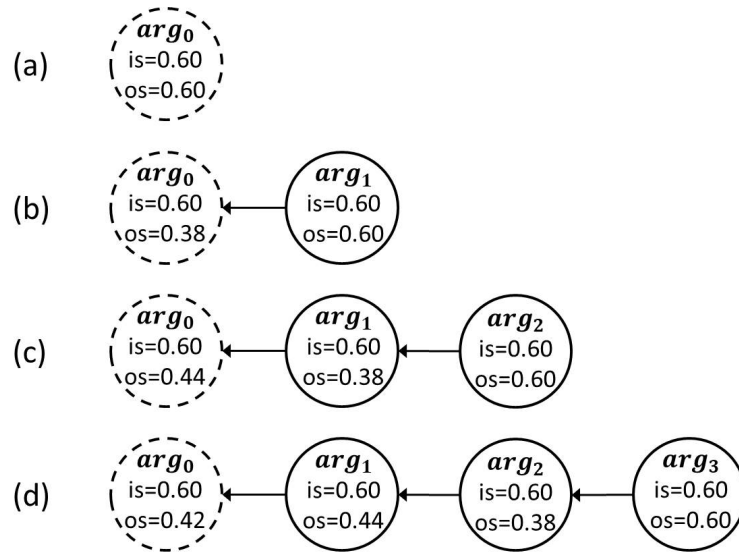 (a)
arg₀
is=0.60
os=0.60
(b)
arg₀
is=0.60
os=0.38
arg₁
is=0.60
os=0.60
(c)
arg₀
is=0.60
os=0.44
arg₁
is=0.60
os=0.38
arg₂
is=0.60
os=0.60
(d)
arg₀
is=0.60
os=0.42
arg₁
is=0.60
os=0.44
arg₂
is=0.60
os=0.38
arg₃
is=0.60
os=0.60